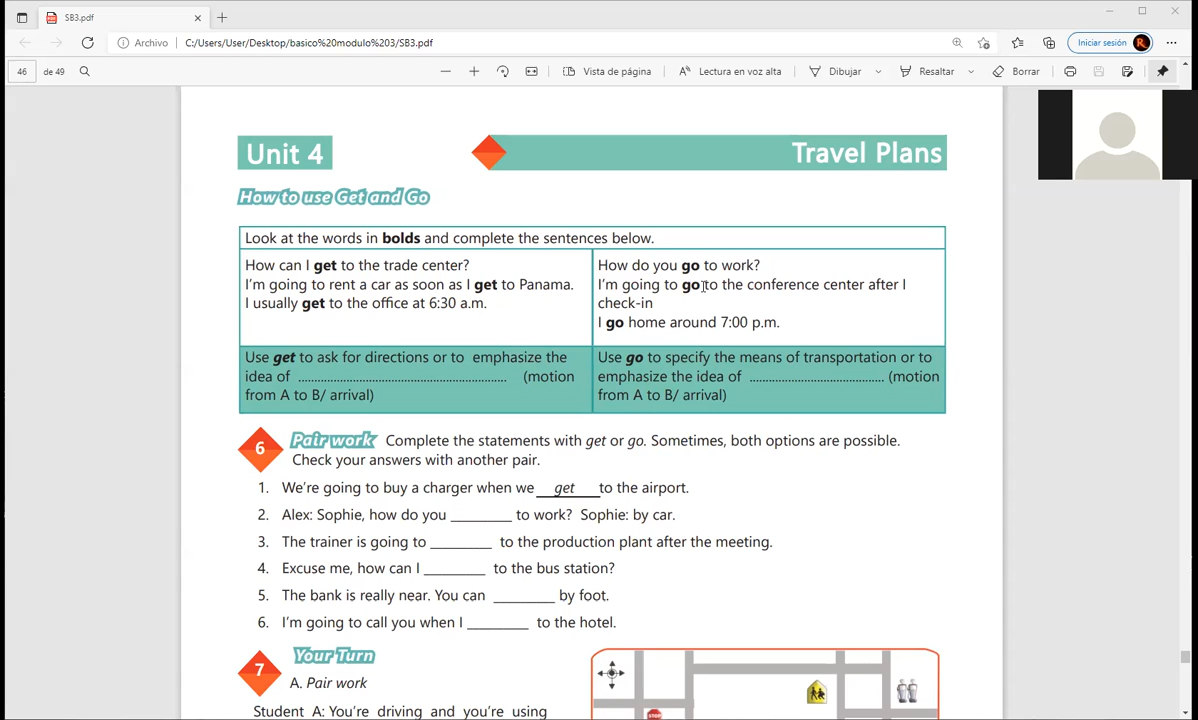 SB3.pdf
Archivo
C:/Users/User/Desktop/basico%20modulo%203/SB3.pdf
Iniciar sesión
R
46
de 49
Vista de página
Lectura en voz alta
Dibujar
Resaltar
Borrar
Unit 4
Travel Plans
How to use Get and Go
Look at the words in bolds and complete the sentences below.
How can I get to the trade center?
I'm going to rent a car as soon as I get to Panama.
I usually get to the office at 6:30 a.m.
How do you go to work?
I'm going to go to the conference center after I
check-in
I go home around 7:00 p.m.
Use get to ask for directions or to emphasize the
idea of .................................................. (motion
from A to B/ arrival)
Use go to specify the means of transportation or to
emphasize the idea of ................................. (motion
from A to B/ arrival)
6
Pair work Complete the statements with get or go. Sometimes, both options are possible.
Check your answers with another pair.
1. We're going to buy a charger when we get to the airport.
2. Alex: Sophie, how do you ________ to work? Sophie: by car.
3. The trainer is going to ________ to the production plant after the meeting.
4. Excuse me, how can I ________ to the bus station?
5. The bank is really near. You can ________ by foot.
6. I'm going to call you when I ________ to the hotel.
7
Your Turn
A. Pair work
Student A: You're driving and you're using
STOP